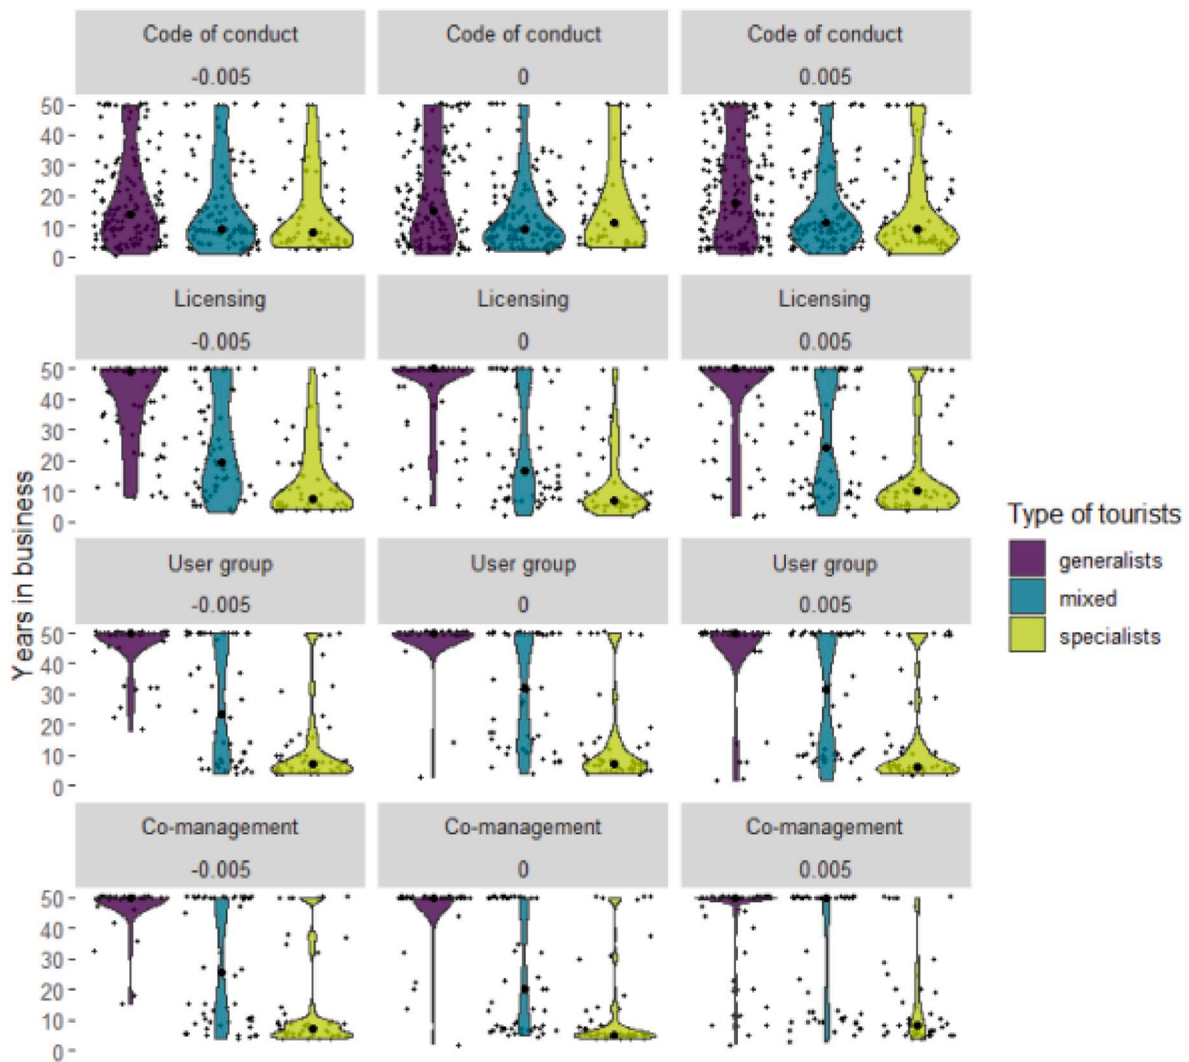 Code of conduct Code of conduct Code of conduct
-0.005 0 0.005
50
40
30
20
10
0
Licensing Licensing Licensing
-0.005 0 0.005
50
40
30
20
10
0
User group User group User group
-0.005 0 0.005
50
40
30
20
10
0
Co-management Co-management Co-management
-0.005 0 0.005
50
40
30
20
10
0
Years in business
Type of tourists
generalists
mixed
specialists